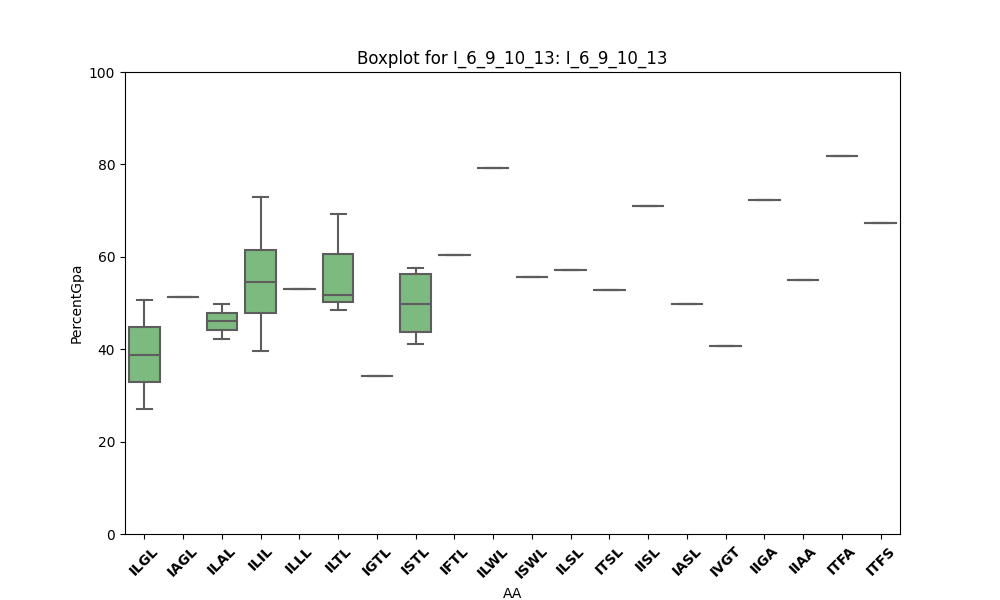 Boxplot for I_6_9_10_13: I_6_9_10_13
100
80
60
40
20
0
PercentGpa
ILGL IAGL ILAL ILIL ILLL ILTL IGTL ISTL IFTL ILWL ISWL ILSL ITSL IISL IASL IVGT IIGA IIAA ITFA ITFS
AA